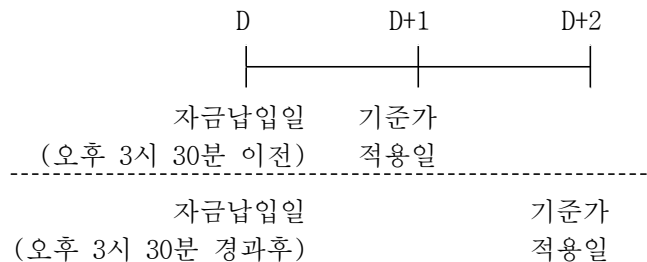 D D+1 D+2
자금납입일 기준가
(오후 3시 30분 이전) 적용일
자금납입일 기준가
(오후 3시 30분 경과후) 적용일